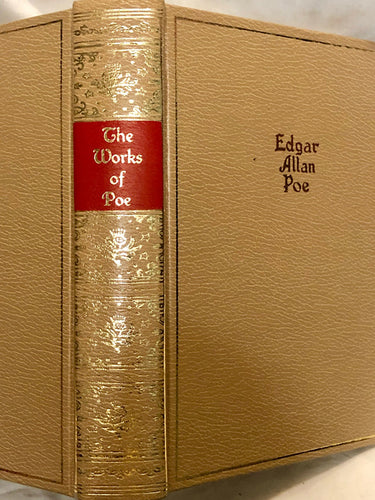 The
Works
of
Poe
Edgar
Allan
Poe